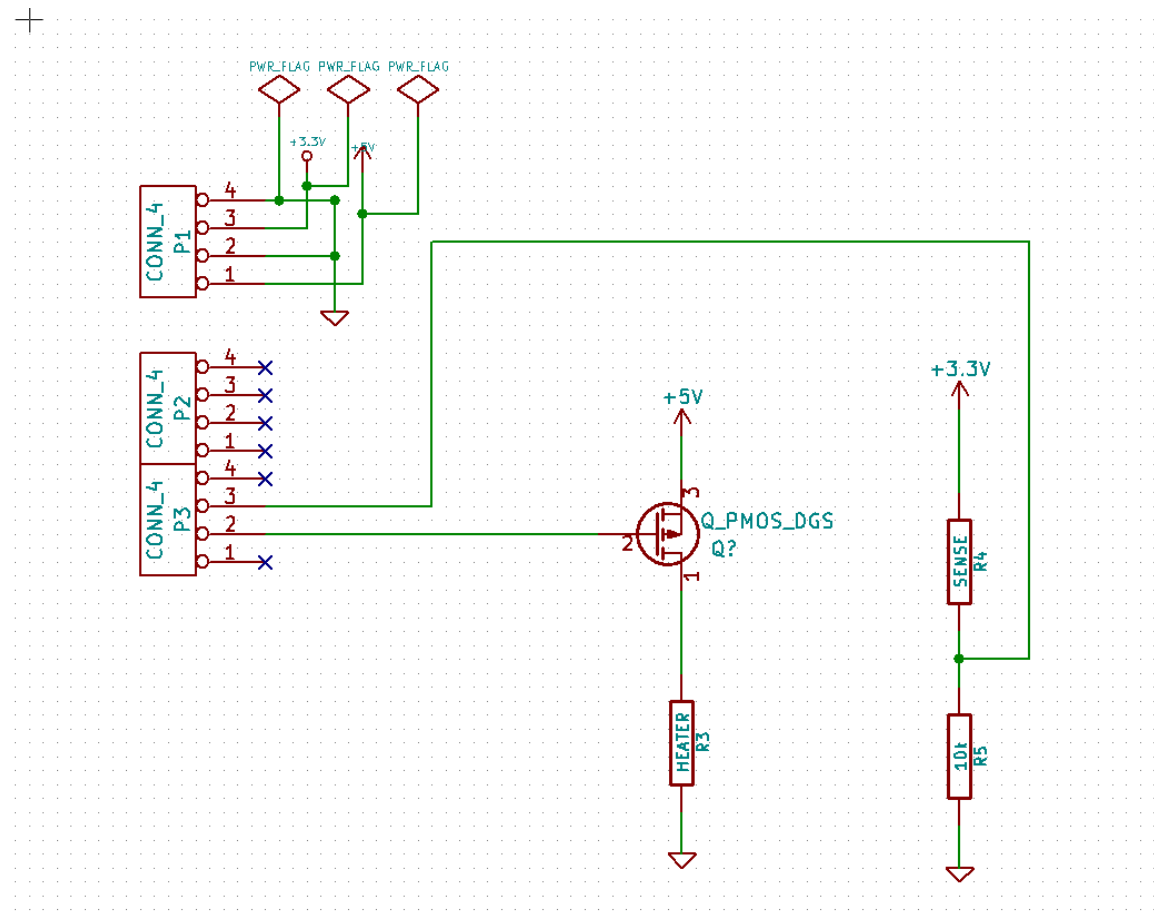 PWR_FLAG PWR_FLAG PWR_FLAG
+3.3V
+5V
4
3
2
1
CONN_4
P1
4
3
2
1
CONN_4
P2
4
3
2
1
CONN_4
P3
+5V
3
Q_PMOS_DGS
Q?
2
1
HEATER
R3
+3.3V
SENSE
R4
10k
R5